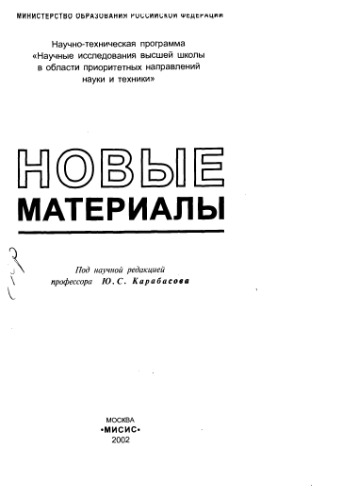 МИНИСТЕРСТВО ОБРАЗОВАНИЯ РОССИЙСКОЙ ФЕДЕРАЦИИ
Научно-техническая программа
«Научные исследования высшей школы
в области приоритетных направлений
науки и техники»
НОВЫЕ
МАТЕРИАЛЫ
Под научной редакцией
профессора Ю.С. Карабасова
МОСКВА
•МИСИС•
2002